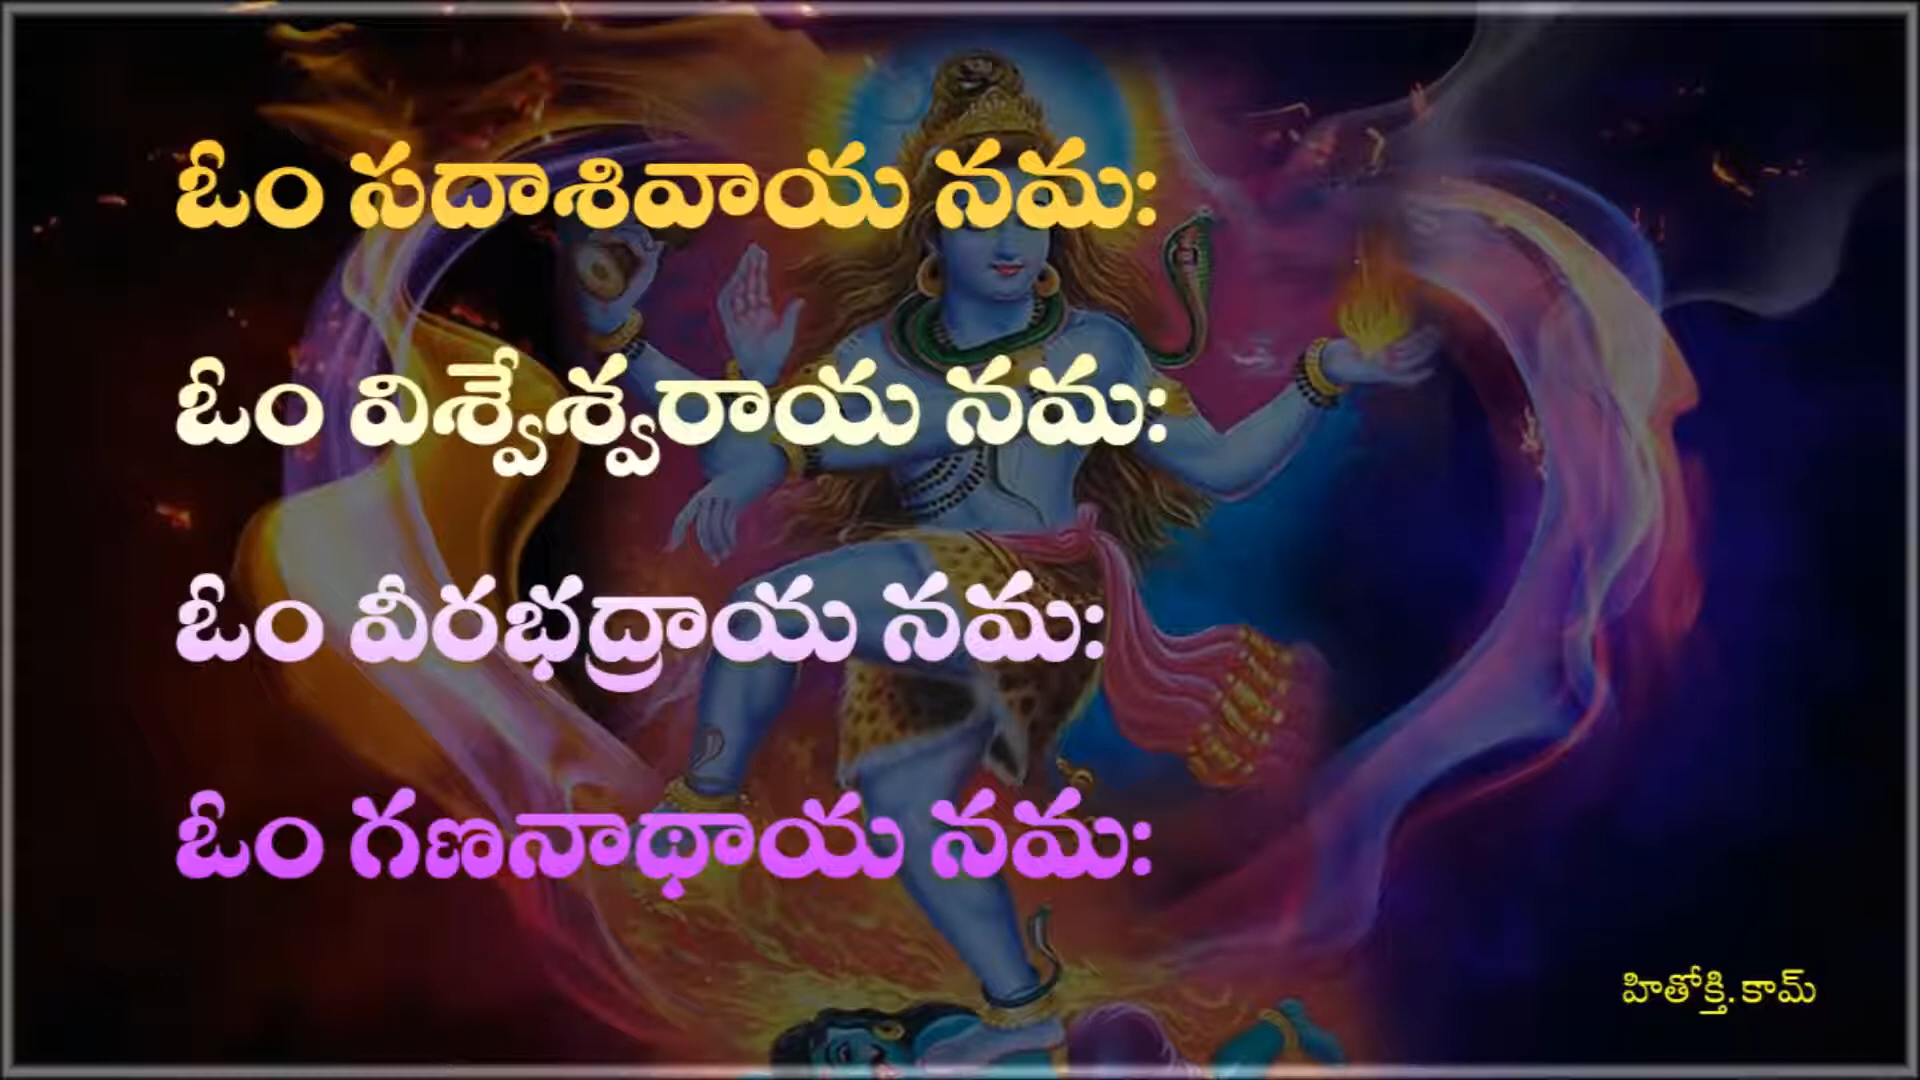 ఓం సదాశివాయ నమ:
ఓం విశ్వేశ్వరాయ నమ:
ఓం వీరభద్రాయ నమ:
ఓం గణనాథాయ నమ:
హితోక్తి. కామ్